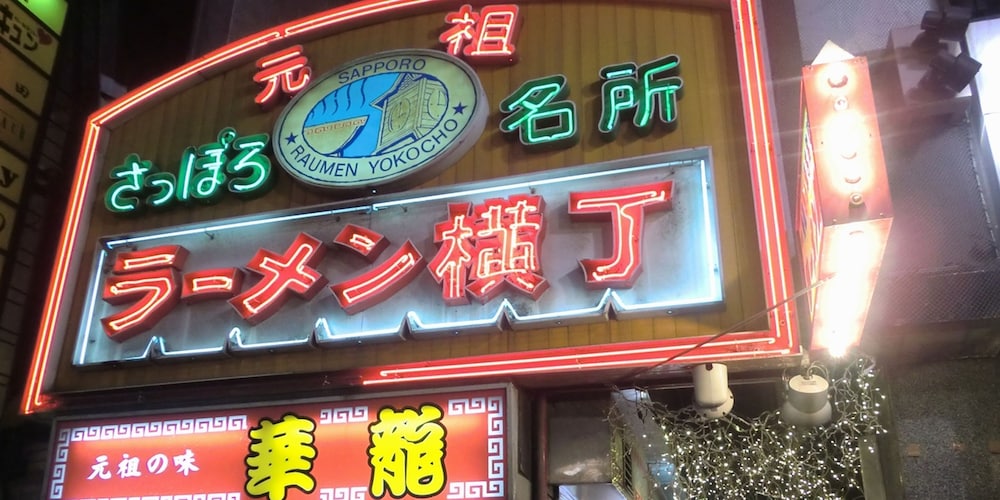 元祖
SAPPORO
RAUMEN YOKOCHO
さっぽろ 名所
ラーメン横丁
元祖の味 華龍